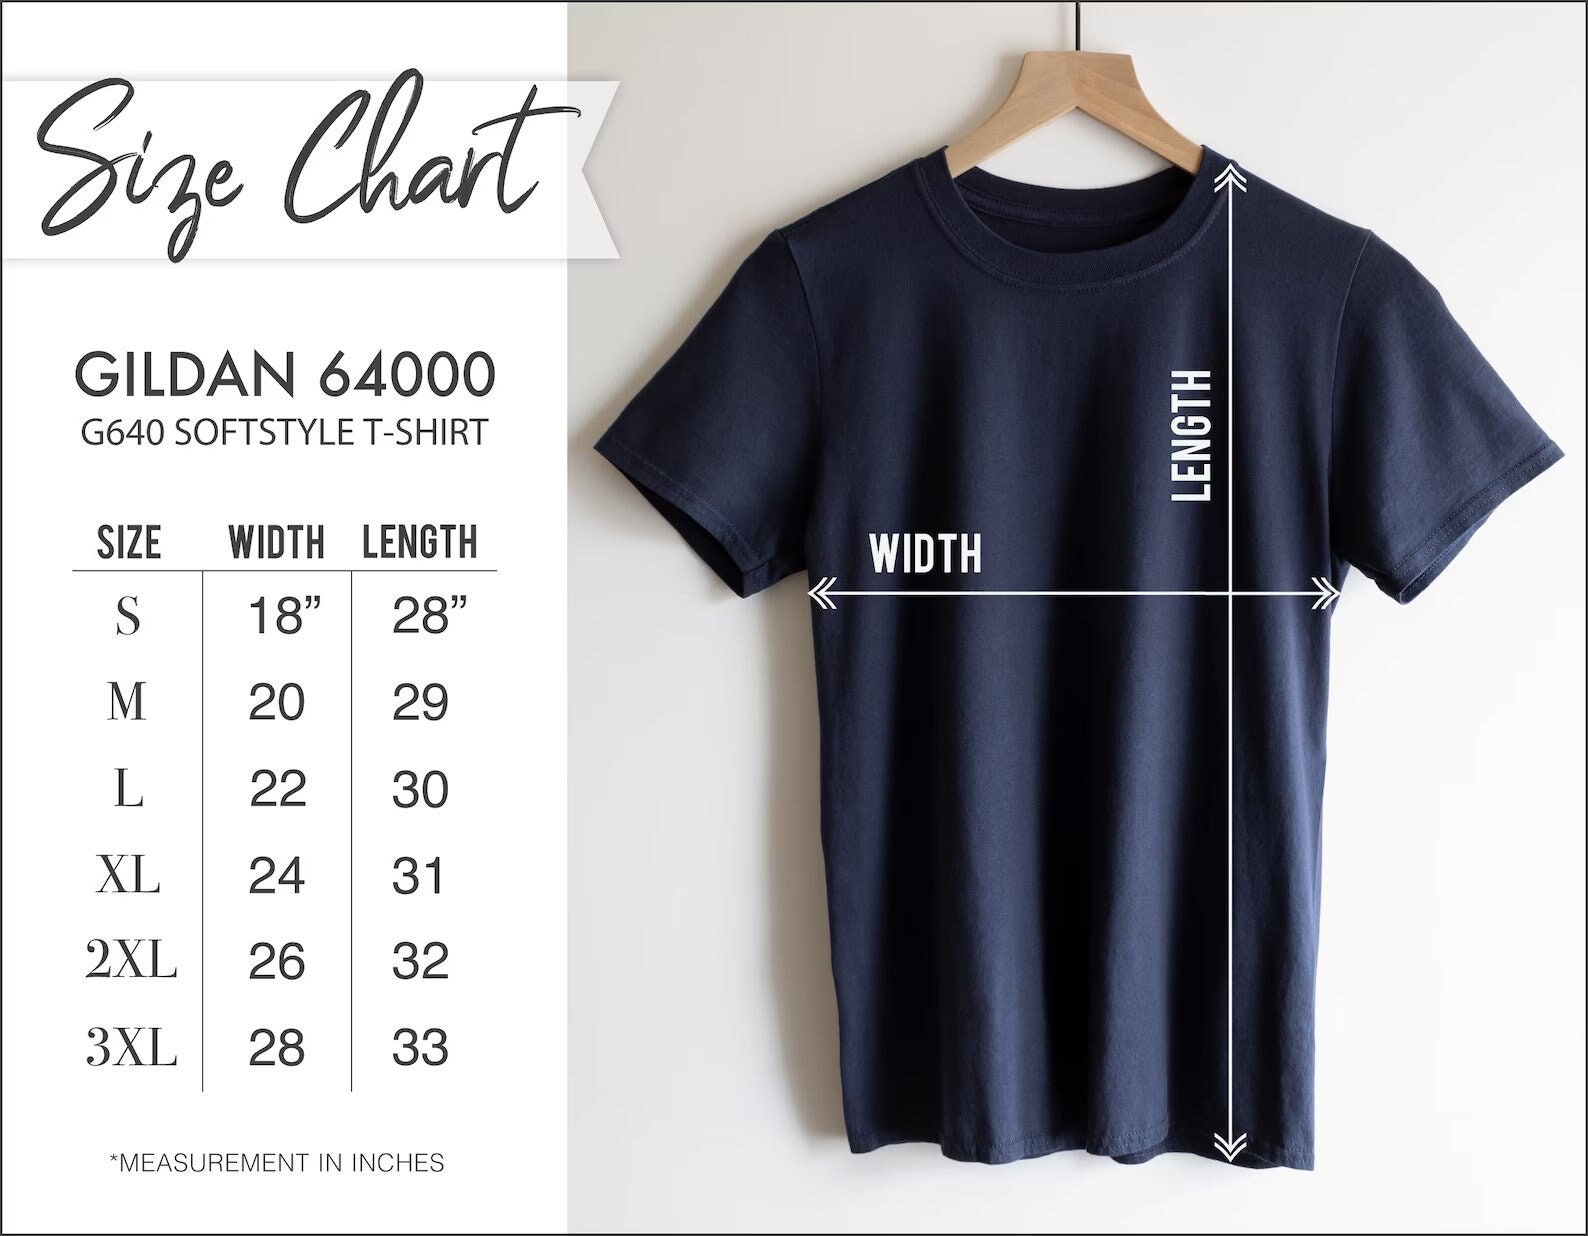 Size Chart
GILDAN 64000
G640 SOFTSTYLE T-SHIRT
SIZE WIDTH LENGTH
S 18” 28”
M 20 29
L 22 30
XL 24 31
2XL 26 32
3XL 28 33
*MEASUREMENT IN INCHES
LENGTH
WIDTH